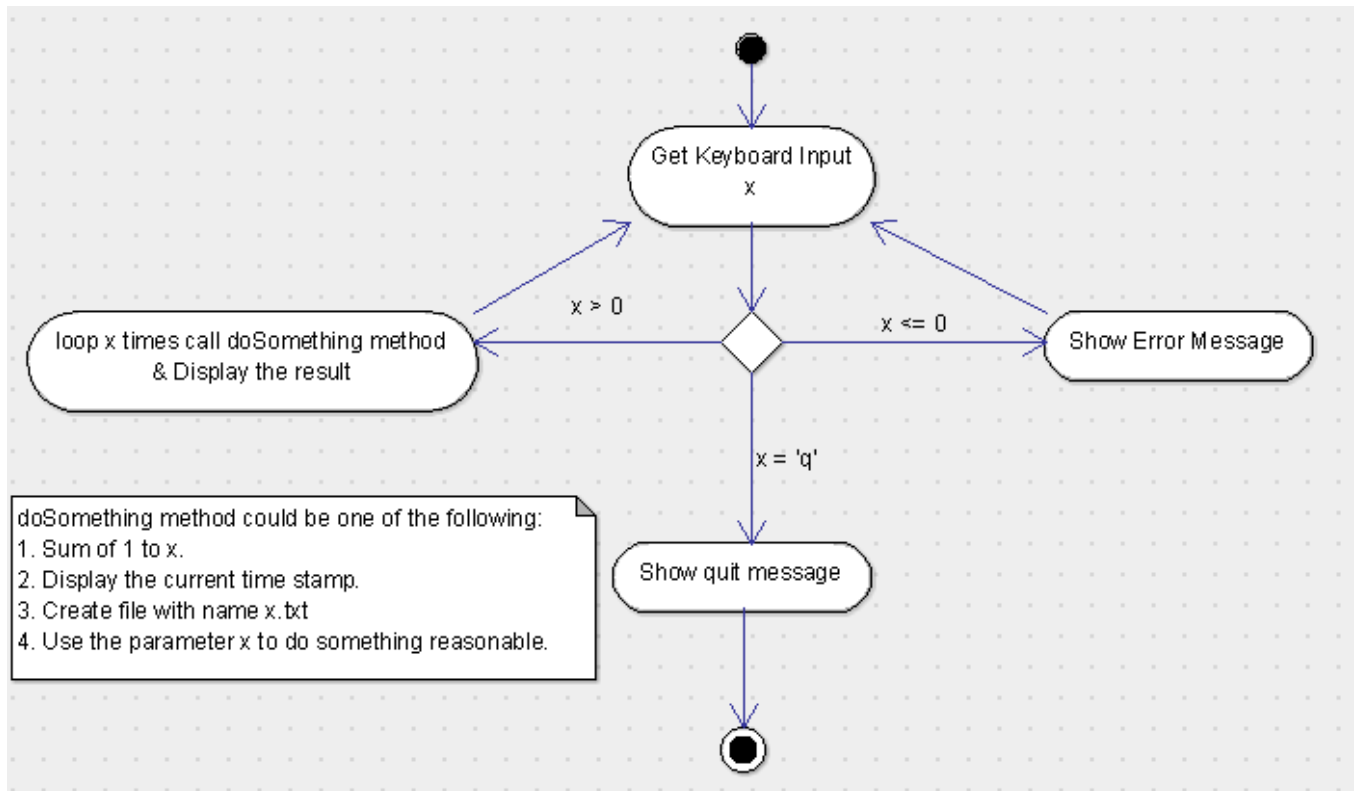 Get Keyboard Input
x
x > 0
x <= 0
loop x times call doSomething method
& Display the result
Show Error Message
x = 'q'
doSomething method could be one of the following:
1. Sum of 1 to x.
2. Display the current time stamp.
3. Create file with name x.txt
4. Use the parameter x to do something reasonable.
Show quit message